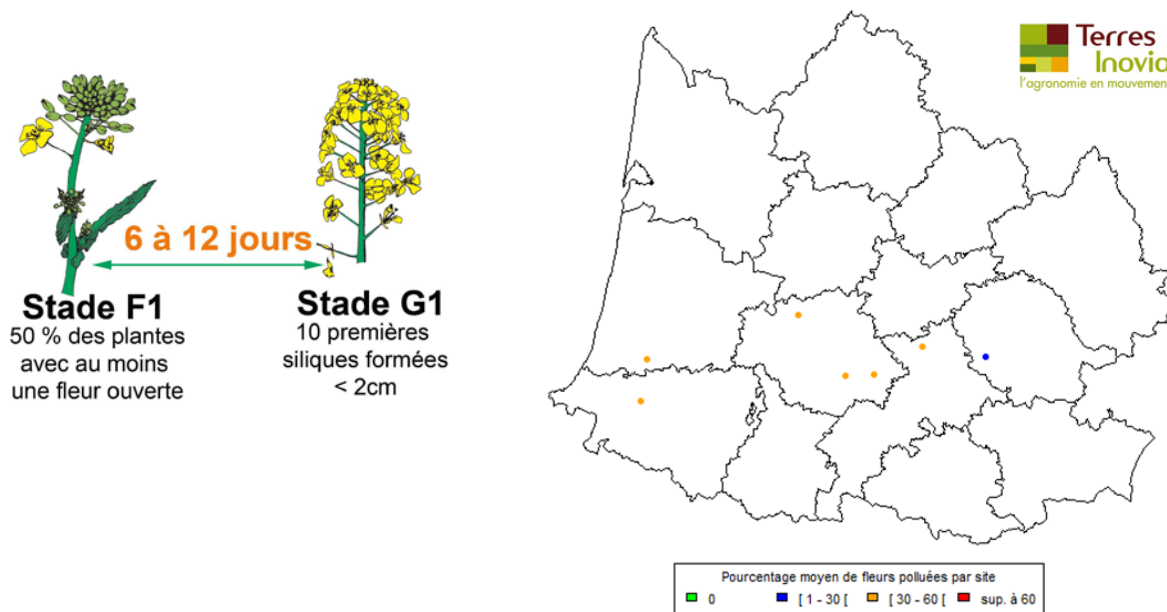 6 à 12 jours
Stade F1
50 % des plantes
avec au moins
une fleur ouverte
Stade G1
10 premières
siliques formées
< 2cm
Terres
Inovia
l'agronomie en mouvement
Pourcentage moyen de fleurs polluées par site
0 [ 1 - 30 [ [ 30 - 60 [ sup. à 60